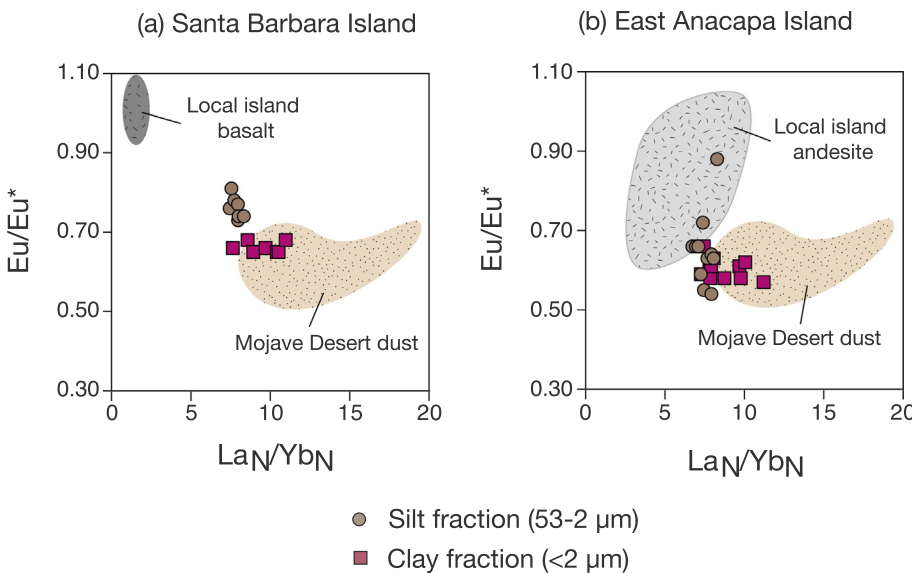 (a) Santa Barbara Island
1.10
0.90
0.70
0.50
0.30
Eu/Eu*
Local island
basalt
Mojave Desert dust
0
5
10
15
20
LaN/YbN
(b) East Anacapa Island
1.10
0.90
0.70
0.50
0.30
Eu/Eu*
Local island
andesite
Mojave Desert dust
0
5
10
15
20
LaN/YbN
Silt fraction (53-2 µm)
Clay fraction (<2 µm)